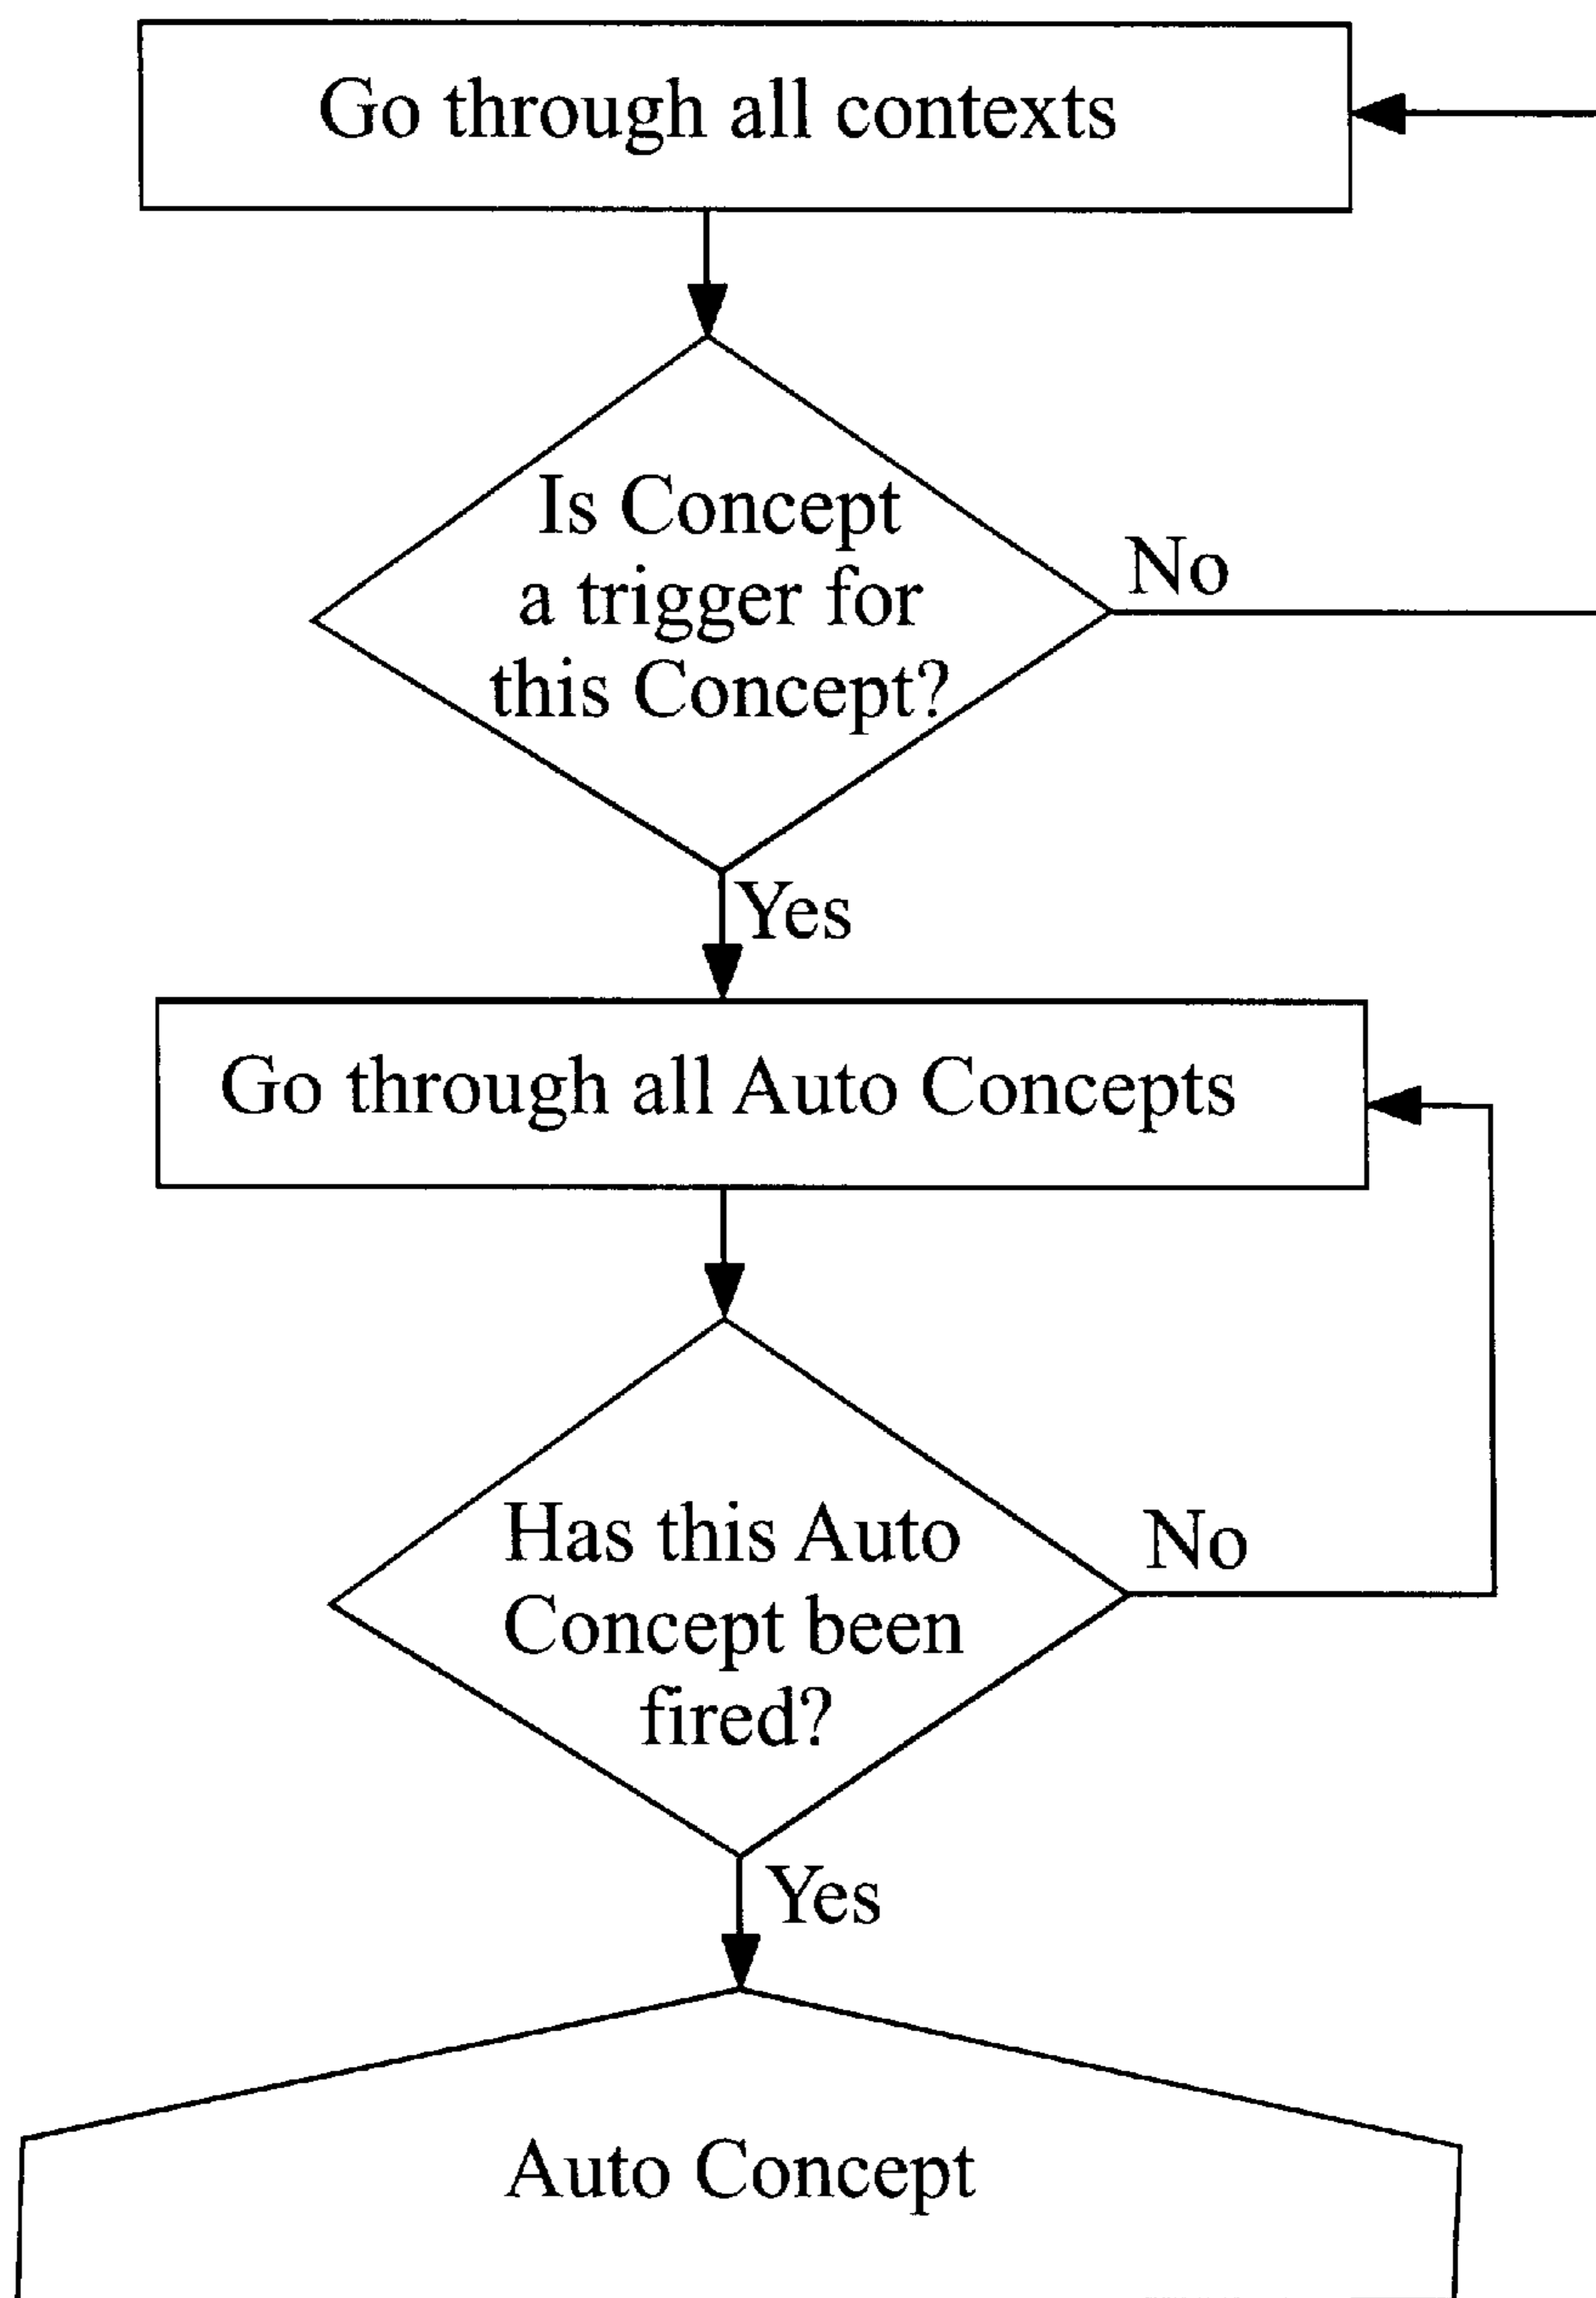 Go through all contexts
Is Concept
a trigger for
this Concept?
No
Yes
Go through all Auto Concepts
Has this Auto
Concept been
fired?
No
Yes
Auto Concept